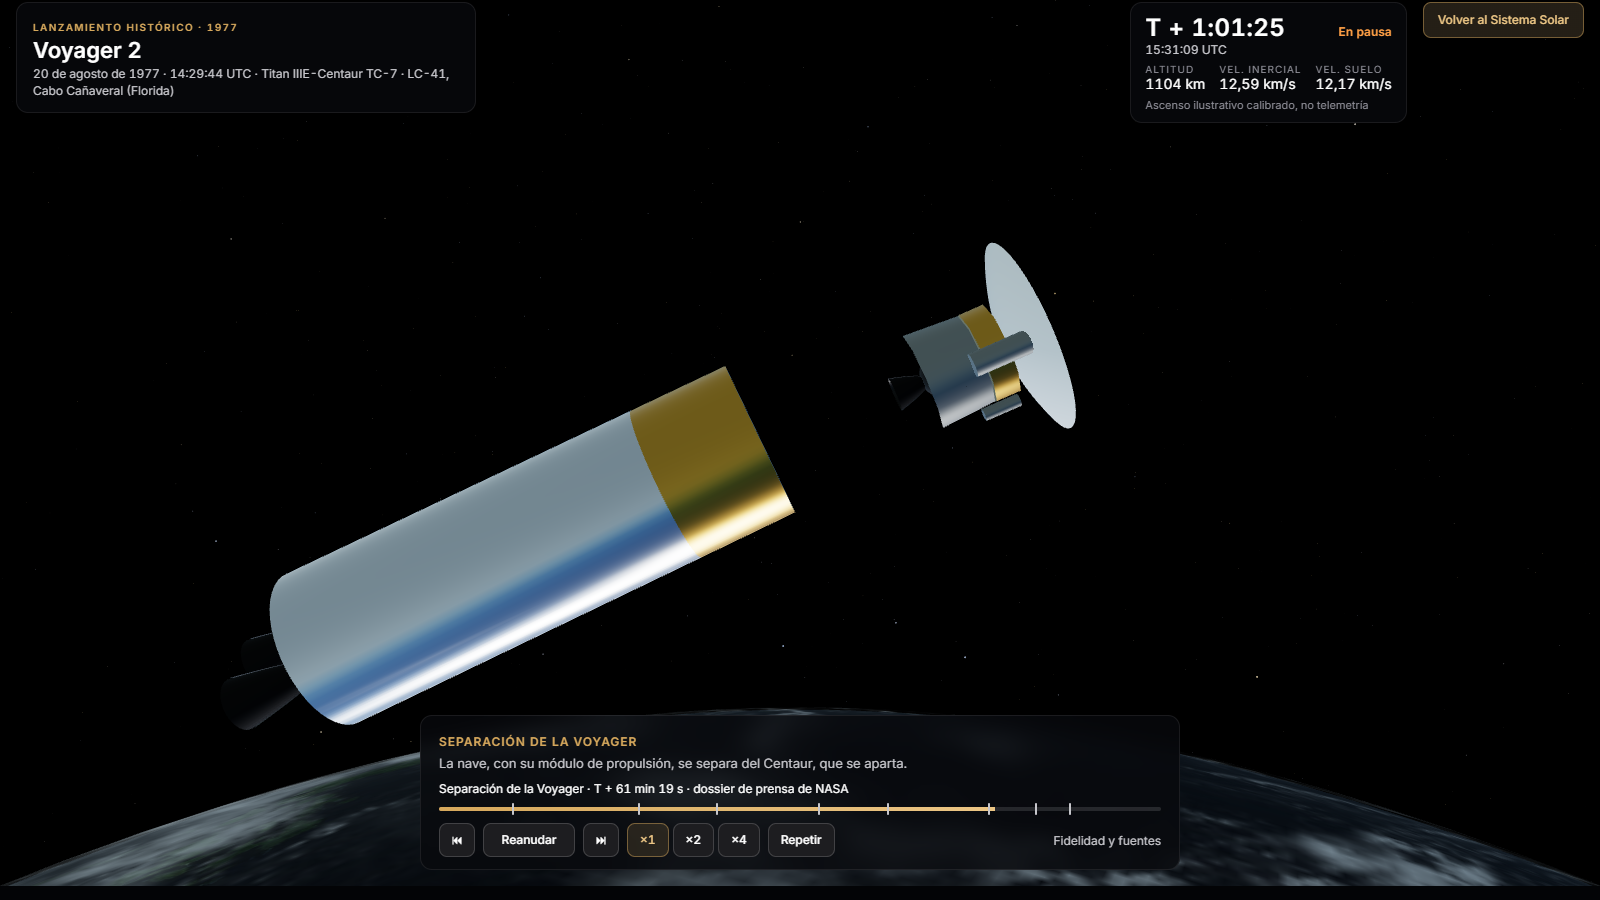 LANZAMIENTO HISTÓRICO · 1977
Voyager 2
20 de agosto de 1977 · 14:29:44 UTC · Titan IIIE-Centaur TC-7 · LC-41,
Cabo Cañaveral (Florida)
T + 1:01:25
En pausa
15:31:09 UTC
ALTITUD VEL. INERCIAL VEL. SUELO
1104 km 12,59 km/s 12,17 km/s
Ascenso ilustrativo calibrado, no telemetría
Volver al Sistema Solar
SEPARACIÓN DE LA VOYAGER
La nave, con su módulo de propulsión, se separa del Centaur, que se aparta.
Separación de la Voyager · T + 61 min 19 s · dossier de prensa de NASA
Reanudar ×1 ×2 ×4 Repetir Fidelidad y fuentes